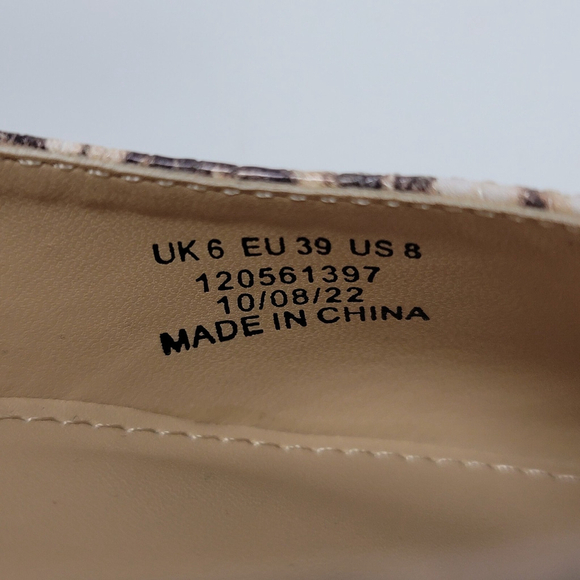 UK 6 EU 39 US 8
120561397
10/08/22
MADE IN CHINA